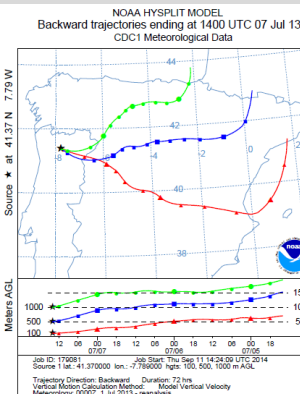 NOAA HYSPLIT MODEL
Backward trajectories ending at 1400 UTC 07 Jul 13
CDC1 Meteorological Data
Source ★ at 41.37 N 7.79 W
44
42
40
38
-8
-4
-2
0
2
Meters AGL
1000
500
100
15
10
5
12 06 00 18 12 06 00 18 12 06 00 18
07/07 07/06 07/05
Job ID: 179081 Job Start: Thu Sep 11 14:24:09 UTC 2014
Source 1 lat.: 41.370000 lon.: -7.789000 hgts: 100, 500, 1000 m AGL
Trajectory Direction: Backward Duration: 72 hrs
Vertical Motion Calculation Method: Model Vertical Velocity
Meteorology: 0000Z 1 Jul 2013 - reanalysis